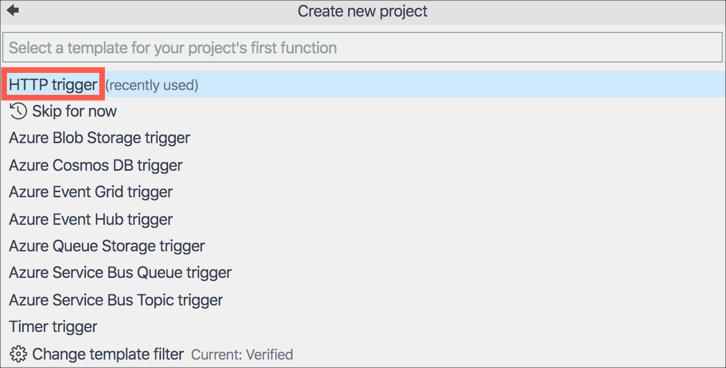 Create new project
Select a template for your project's first function
HTTP trigger (recently used)
Skip for now
Azure Blob Storage trigger
Azure Cosmos DB trigger
Azure Event Grid trigger
Azure Event Hub trigger
Azure Queue Storage trigger
Azure Service Bus Queue trigger
Azure Service Bus Topic trigger
Timer trigger
Change template filter Current: Verified